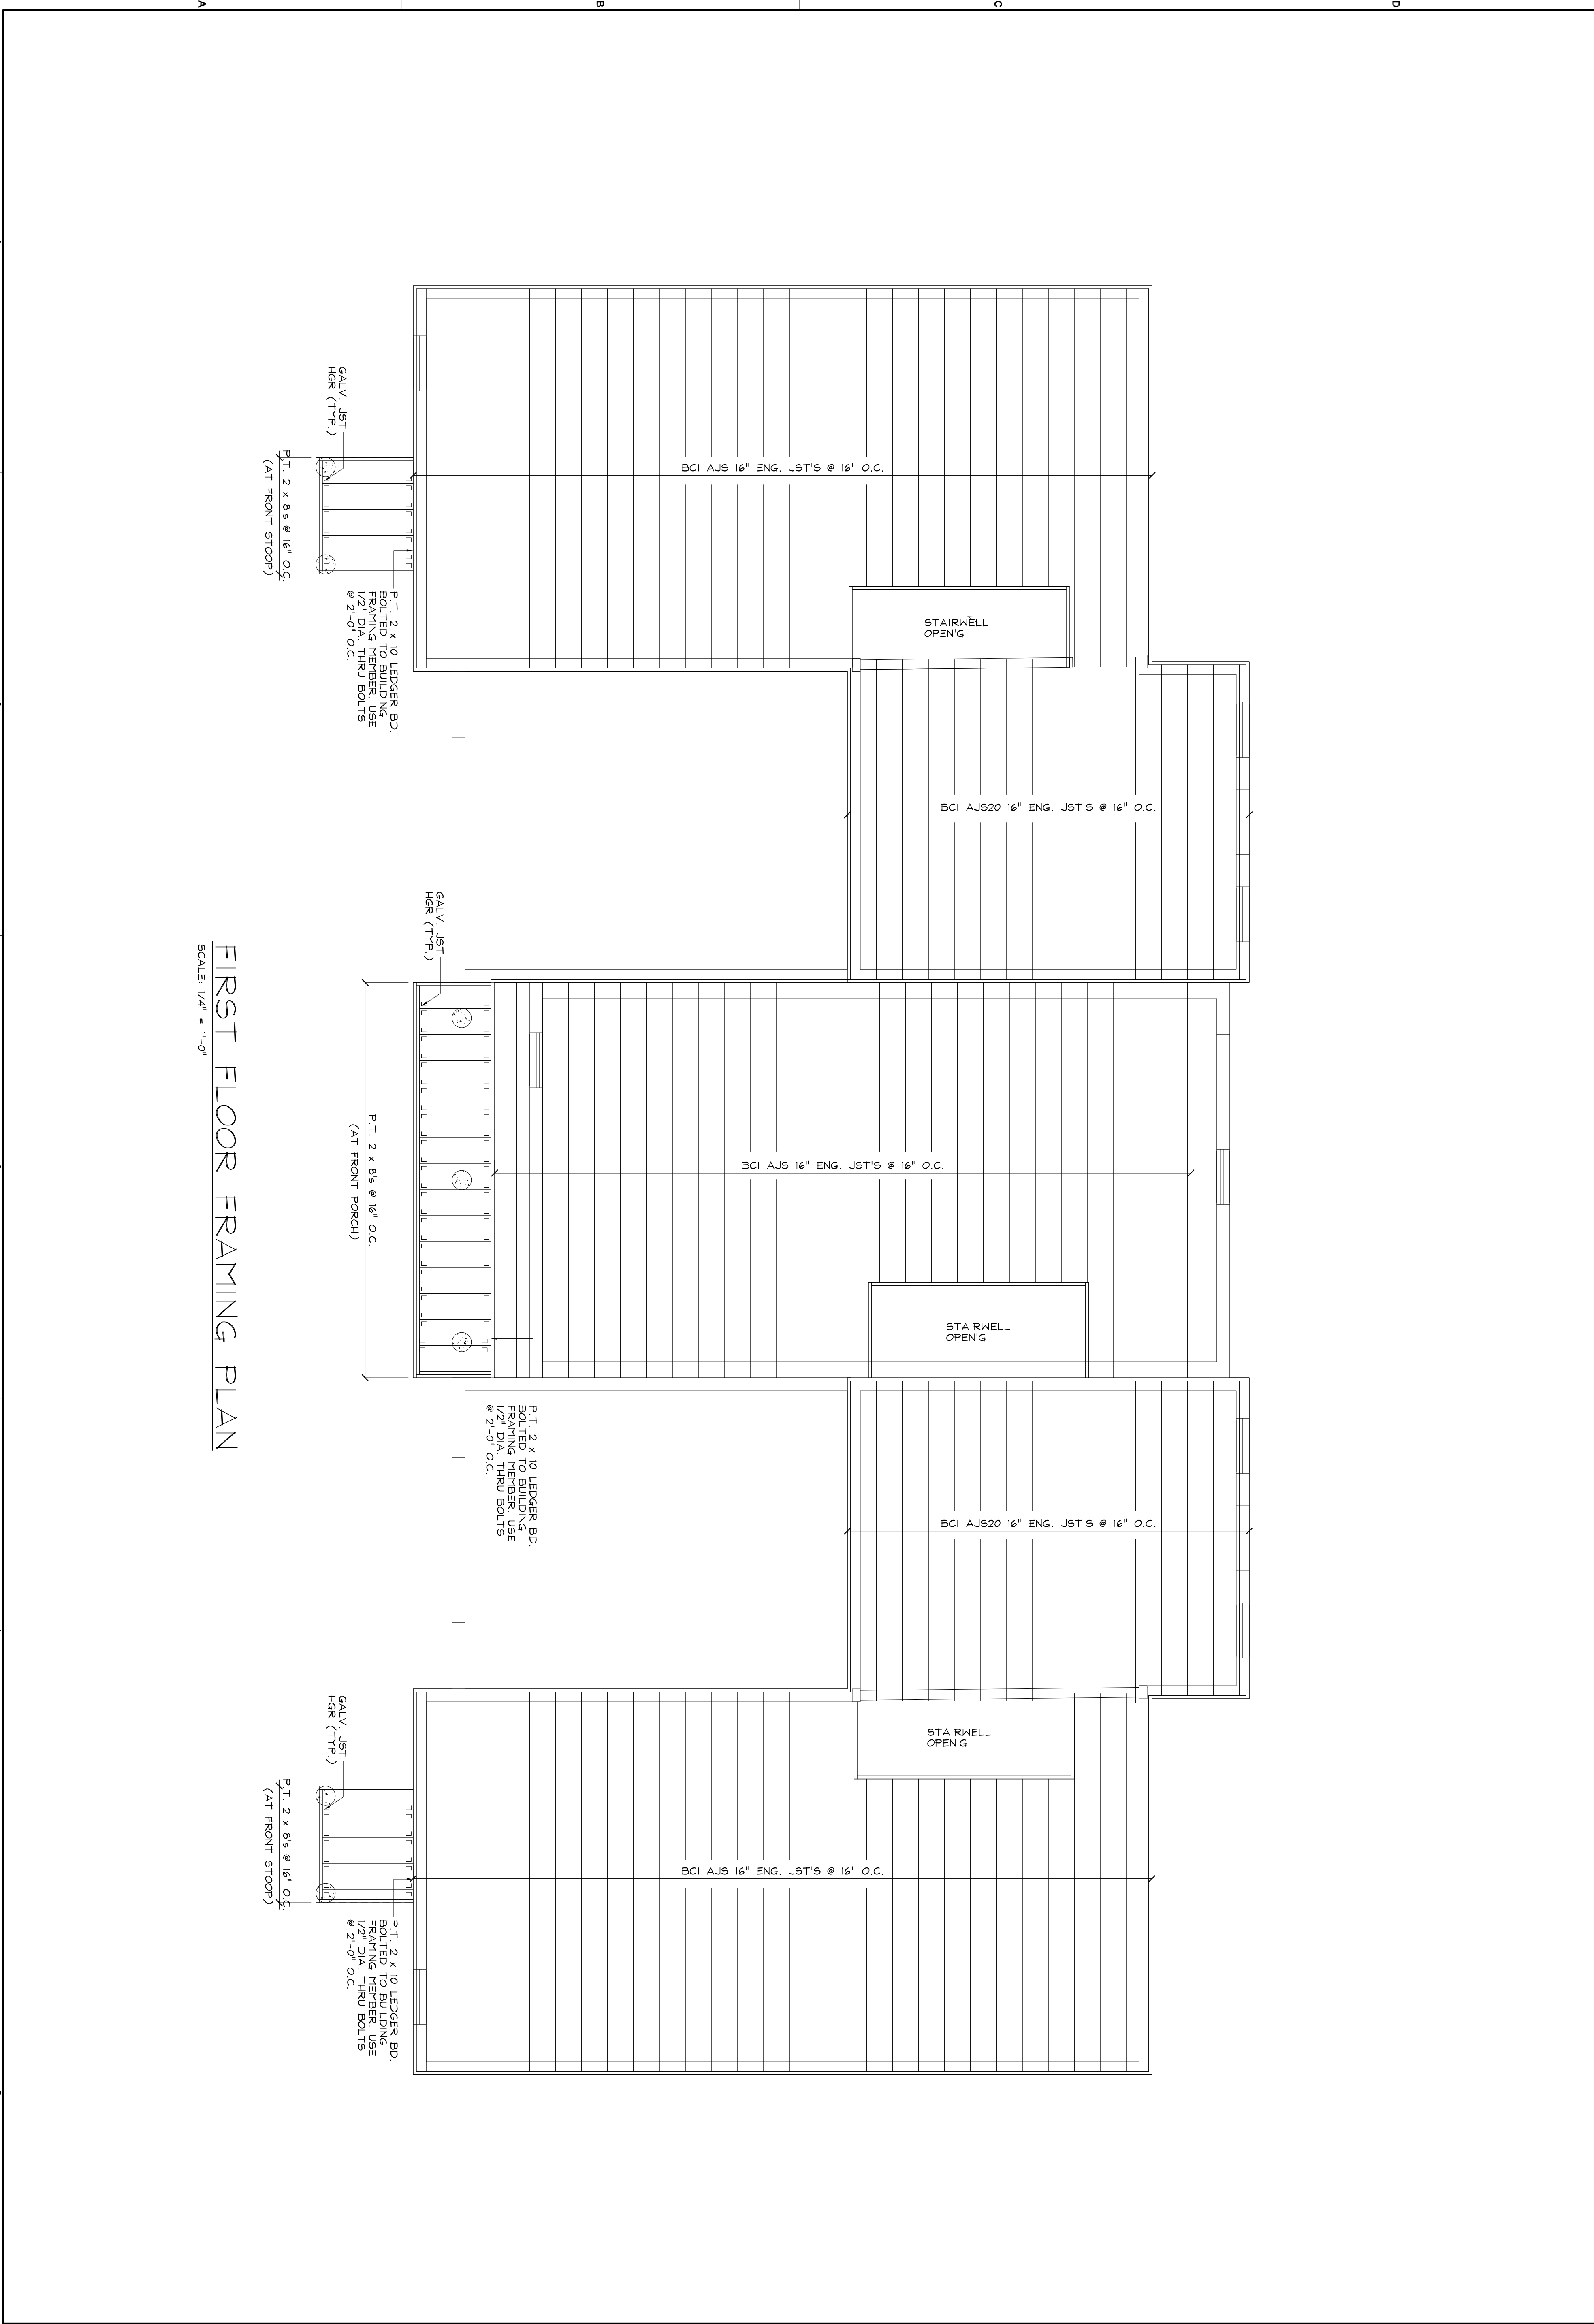 A
B
C
D
GALV. JST
HGR (TYP.)
P.T. 2 x 8's @ 16" O.C.
(AT FRONT STOOP)
P.T. 2 x 10 LEDGER BD.
BOLTED TO BUILDING
FRAMING MEMBER. USE
1/2" DIA. THRU BOLTS
@ 2'-0" O.C.
BCI AJS 16" ENG. JST'S @ 16" O.C.
STAIRWELL
OPEN'G
BCI AJS20 16" ENG. JST'S @ 16" O.C.
GALV. JST
HGR (TYP.)
P.T. 2 x 8's @ 16" O.C.
(AT FRONT PORCH)
BCI AJS 16" ENG. JST'S @ 16" O.C.
STAIRWELL
OPEN'G
P.T. 2 x 10 LEDGER BD.
BOLTED TO BUILDING
FRAMING MEMBER. USE
1/2" DIA. THRU BOLTS
@ 2'-0" O.C.
BCI AJS20 16" ENG. JST'S @ 16" O.C.
STAIRWELL
OPEN'G
GALV. JST
HGR (TYP.)
P.T. 2 x 8's @ 16" O.C.
(AT FRONT STOOP)
BCI AJS 16" ENG. JST'S @ 16" O.C.
P.T. 2 x 10 LEDGER BD.
BOLTED TO BUILDING
FRAMING MEMBER. USE
1/2" DIA. THRU BOLTS
@ 2'-0" O.C.
FIRST FLOOR FRAMING PLAN
SCALE: 1/4" = 1'-0"